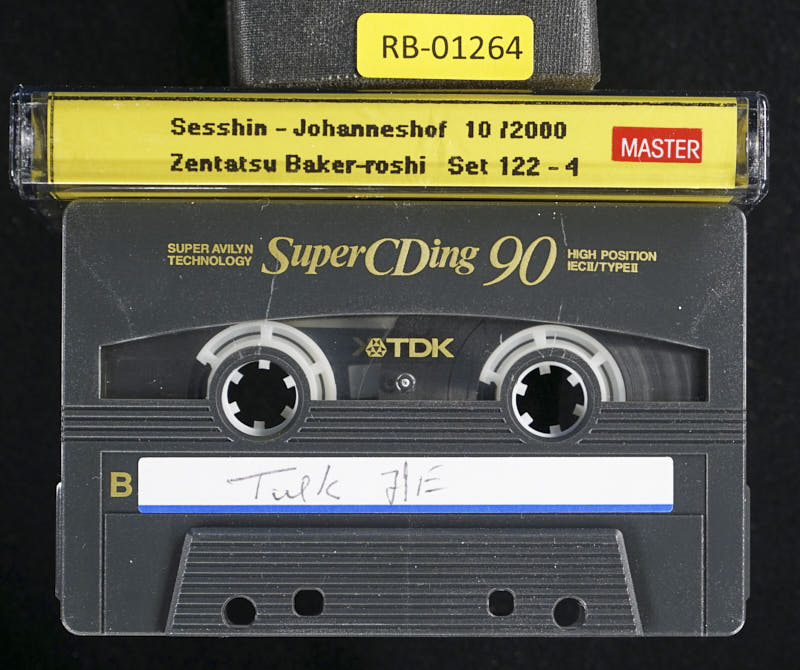 RB-01264
Sesshin - Johanneshof 10/2000
Zentatsu Baker-roshi Set 122 - 4
MASTER
SUPER AVILYN
TECHNOLOGY
SuperCDing 90
HIGH POSITION
IECII/TYPEII
TDK
B
Talk